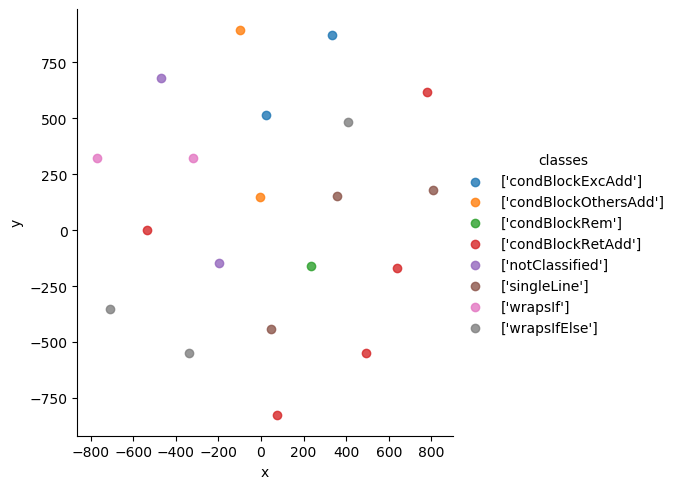 750
500
250
0
−250
−500
−750
y
−800 −600 −400 −200 0 200 400 600 800
x
classes
['condBlockExcAdd']
['condBlockOthersAdd']
['condBlockRem']
['condBlockRetAdd']
['notClassified']
['singleLine']
['wrapsIf']
['wrapsIfElse']